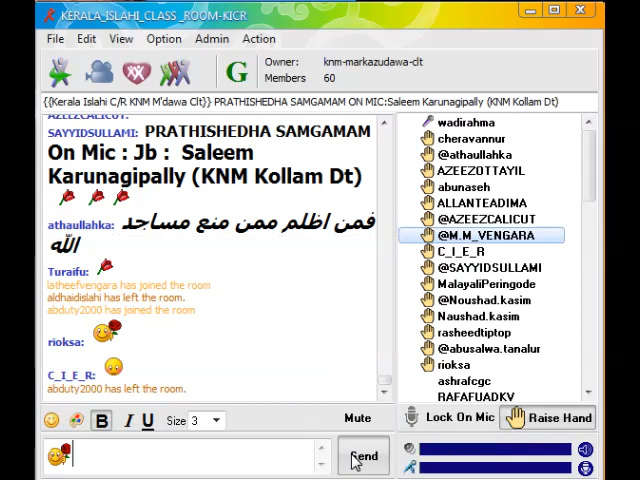 KERALA_ISLAHI_CLASS_ROOM-KICR
File Edit View Option Admin Action
G
Owner: knm-markazudawa-clt
Members 60
{{Kerala Islahi C/R KNM M'dawa Clt}} PRATHISHEDHA SAMGAMAM ON MIC:Saleem Karunagipally (KNM Kollam Dt)
AZEEZCALICUT:
SAYYIDSULLAMI: PRATHISHEDHA SAMGAMAM
On Mic : Jb : Saleem
Karunagipally (KNM Kollam Dt)
athaullahka: فمن اظلم ممن منع مساجد
الله
Turaifu:
latheefvengara has joined the room
aldhaidislahi has left the room.
abduty2000 has joined the room
rioksa:
C_I_E_R:
abduty2000 has left the room.
wadirahma
cheravannur
@athaullahka
AZEEZOTTAYIL
abunaseh
ALLANTEADIMA
@AZEEZCALICUT
@M.M_VENGARA
C_I_E_R
@SAYYIDSULLAMI
MalayaliPeringode
@Noushad.kasim
Naushad.kasim
rasheedtiptop
@abusalwa.tanalur
rioksa
ashrafcgc
RAFAFUADKV
B I U Size 3 Mute
Lock On Mic Raise Hand
Send